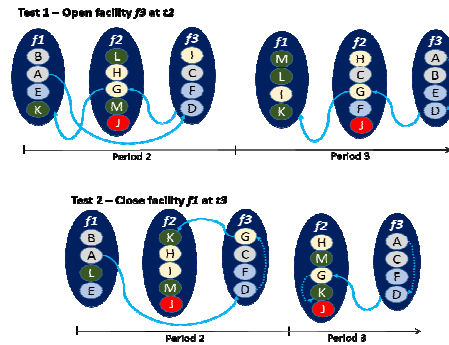 Test 1 – Open facility f3 at t2
f1 f2 f3 f1 f2 f3
B L I M H A
A H C L C B
E G F I G E
K M D K F D
J J
Period 2 Period 3
Test 2 – Close facility f1 at t3
f1 f2 f3 f2 f3
B K G H A
A H C M C
L I F G F
E M D K D
J J
Period 2 Period 3